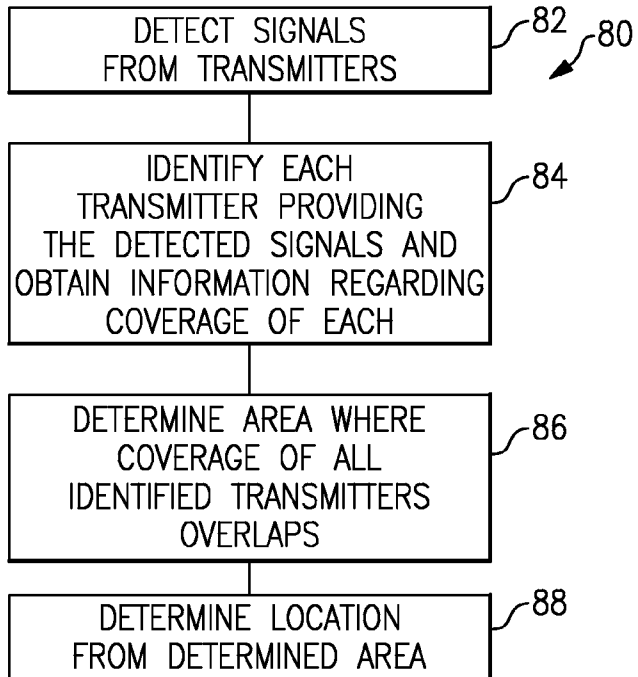 DETECT SIGNALS
FROM TRANSMITTERS
82
80
IDENTIFY EACH
TRANSMITTER PROVIDING
THE DETECTED SIGNALS AND
OBTAIN INFORMATION REGARDING
COVERAGE OF EACH
84
DETERMINE AREA WHERE
COVERAGE OF ALL
IDENTIFIED TRANSMITTERS
OVERLAPS
86
DETERMINE LOCATION
FROM DETERMINED AREA
88